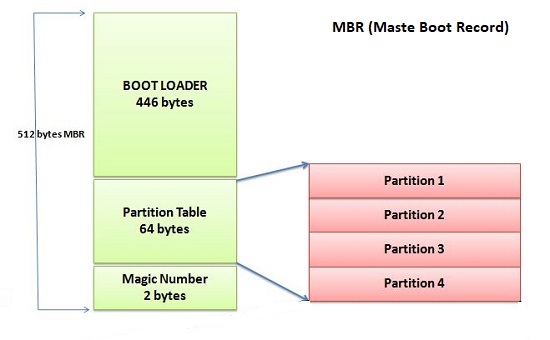 MBR (Maste Boot Record)
BOOT LOADER
446 bytes
512 bytes MBR
Partition Table
64 bytes
Magic Number
2 bytes
Partition 1
Partition 2
Partition 3
Partition 4